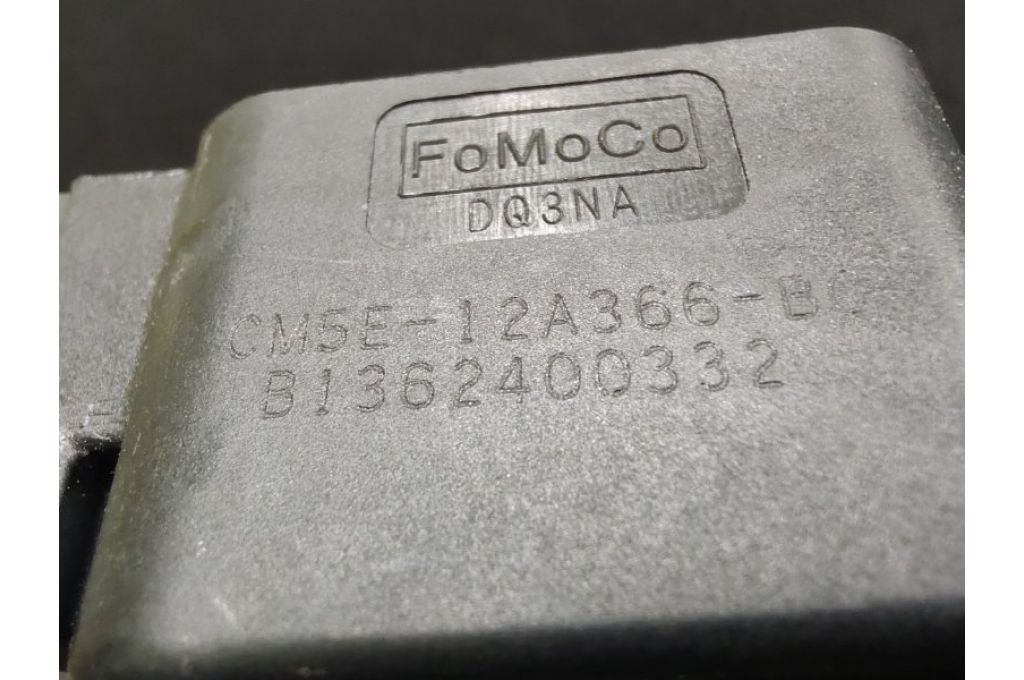 FoMoCo
DQ3NA
CM5E-12A366-BC
B1362400332